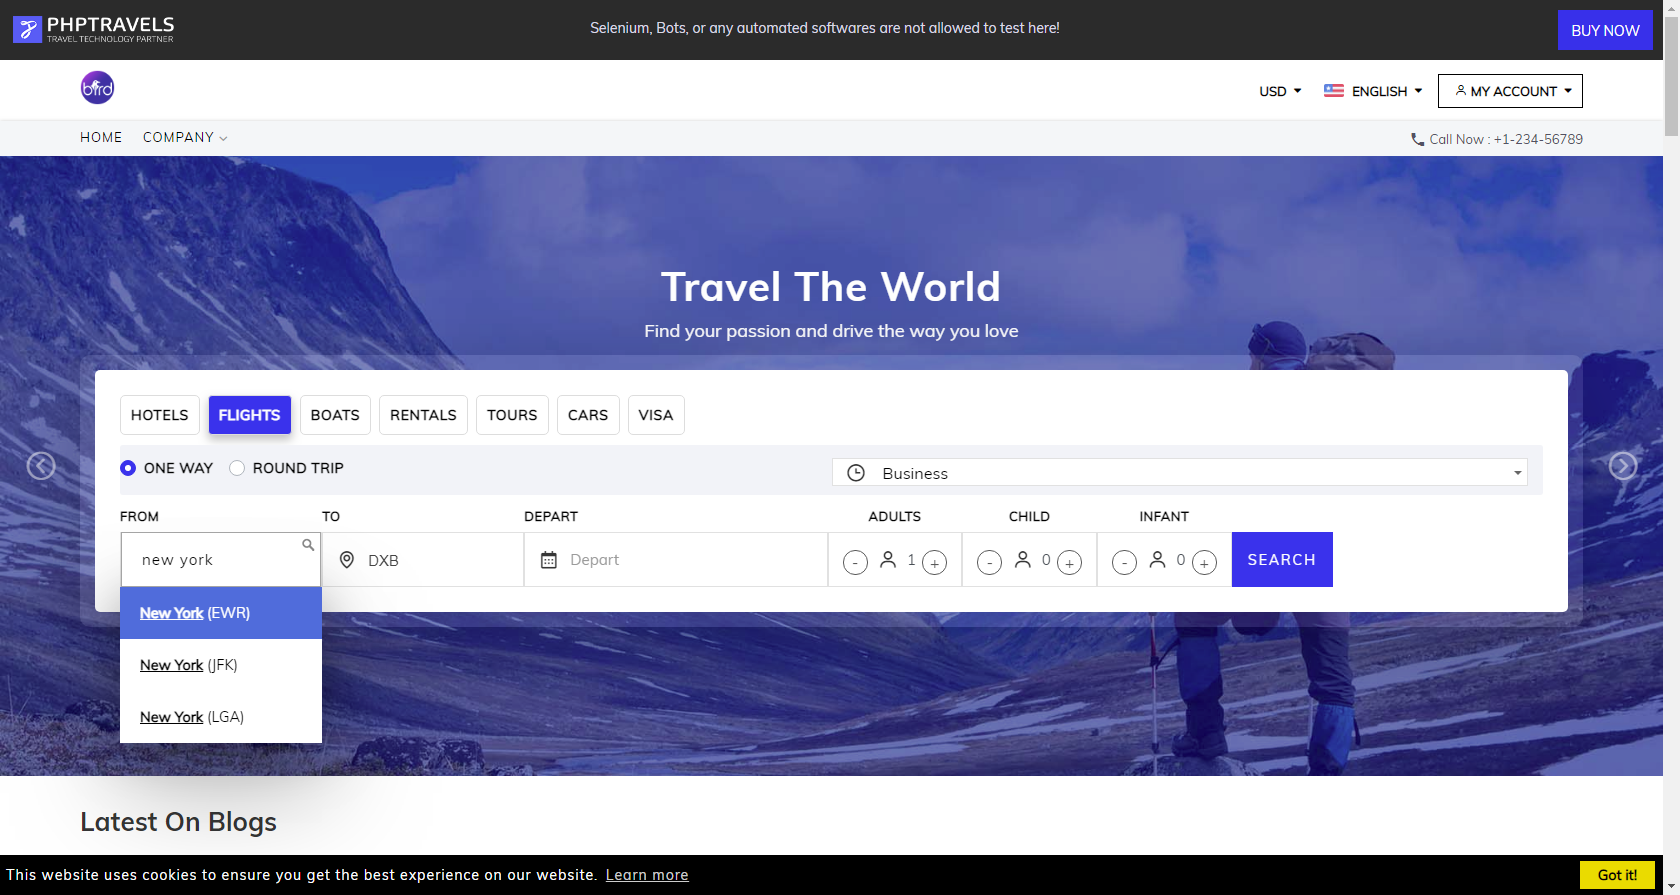 PHPTRAVELS
TRAVEL TECHNOLOGY PARTNER
Selenium, Bots, or any automated softwares are not allowed to test here!
BUY NOW
bird
USD
ENGLISH
MY ACCOUNT
HOME
COMPANY
Call Now : +1-234-56789
Travel The World
Find your passion and drive the way you love
HOTELS
FLIGHTS
BOATS
RENTALS
TOURS
CARS
VISA
ONE WAY
ROUND TRIP
Business
FROM
TO
DEPART
ADULTS
CHILD
INFANT
new york
DXB
Depart
- 1 +
- 0 +
- 0 +
SEARCH
New York (EWR)
New York (JFK)
New York (LGA)
Latest On Blogs
This website uses cookies to ensure you get the best experience on our website. Learn more
Got it!